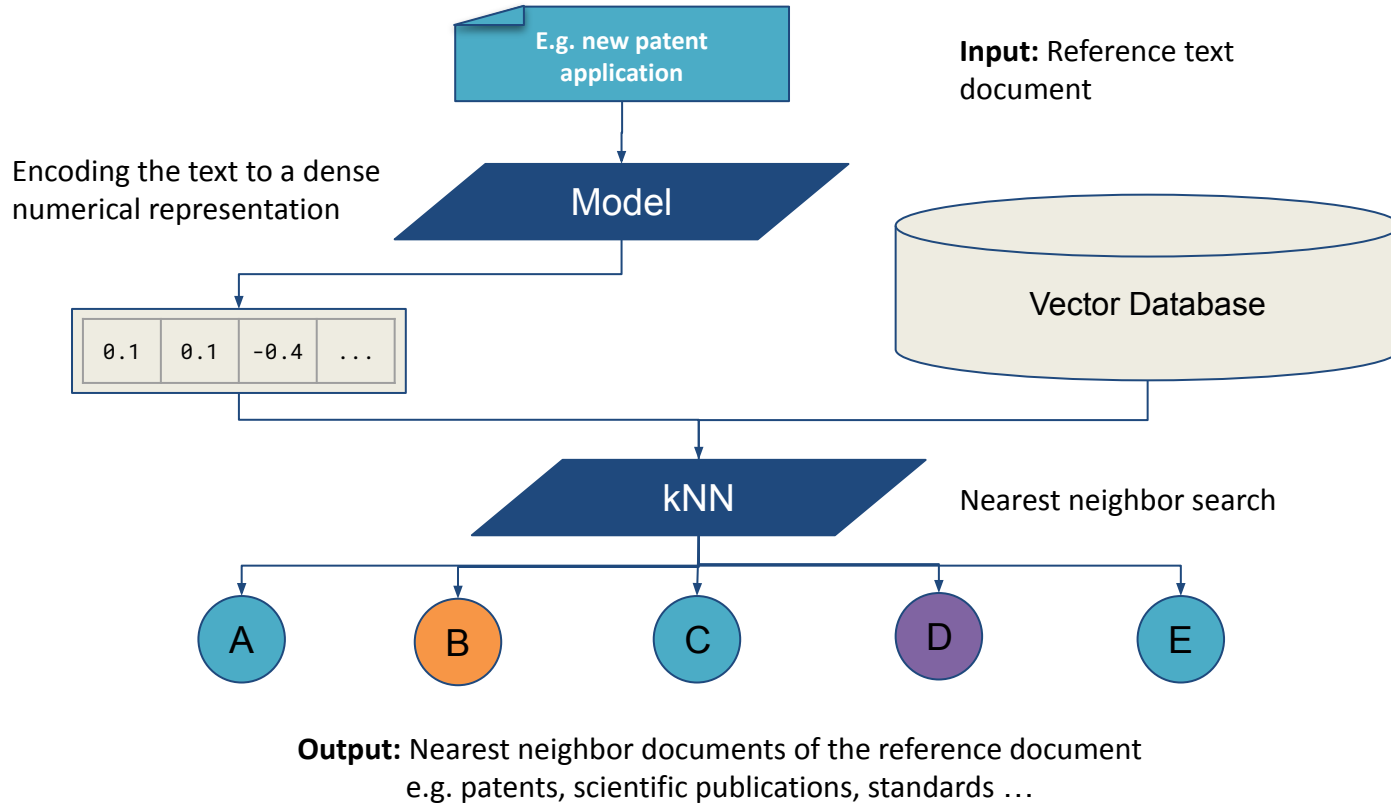 E.g. new patent
application
Input: Reference text
document
Encoding the text to a dense
numerical representation
Model
Vector Database
0.1 0.1 -0.4 ...
kNN
Nearest neighbor search
A B C D E
Output: Nearest neighbor documents of the reference document
e.g. patents, scientific publications, standards …